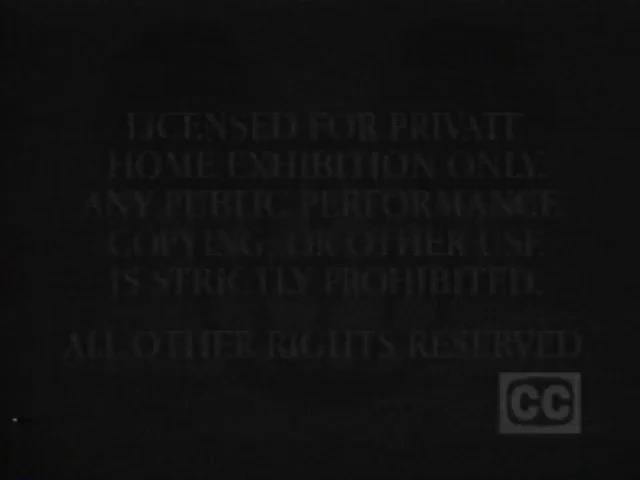 LICENSED FOR PRIVATE
HOME EXHIBITION ONLY.
ANY PUBLIC PERFORMANCE
COPYING, OR OTHER USE
IS STRICTLY PROHIBITED.
ALL OTHER RIGHTS RESERVED
CC